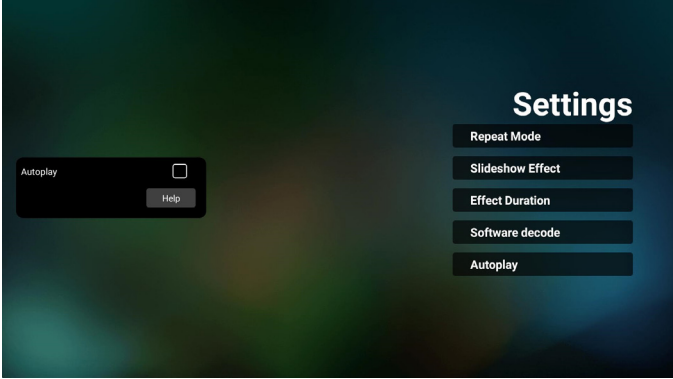 Settings
Repeat Mode
Slideshow Effect
Effect Duration
Software decode
Autoplay
Autoplay
Help